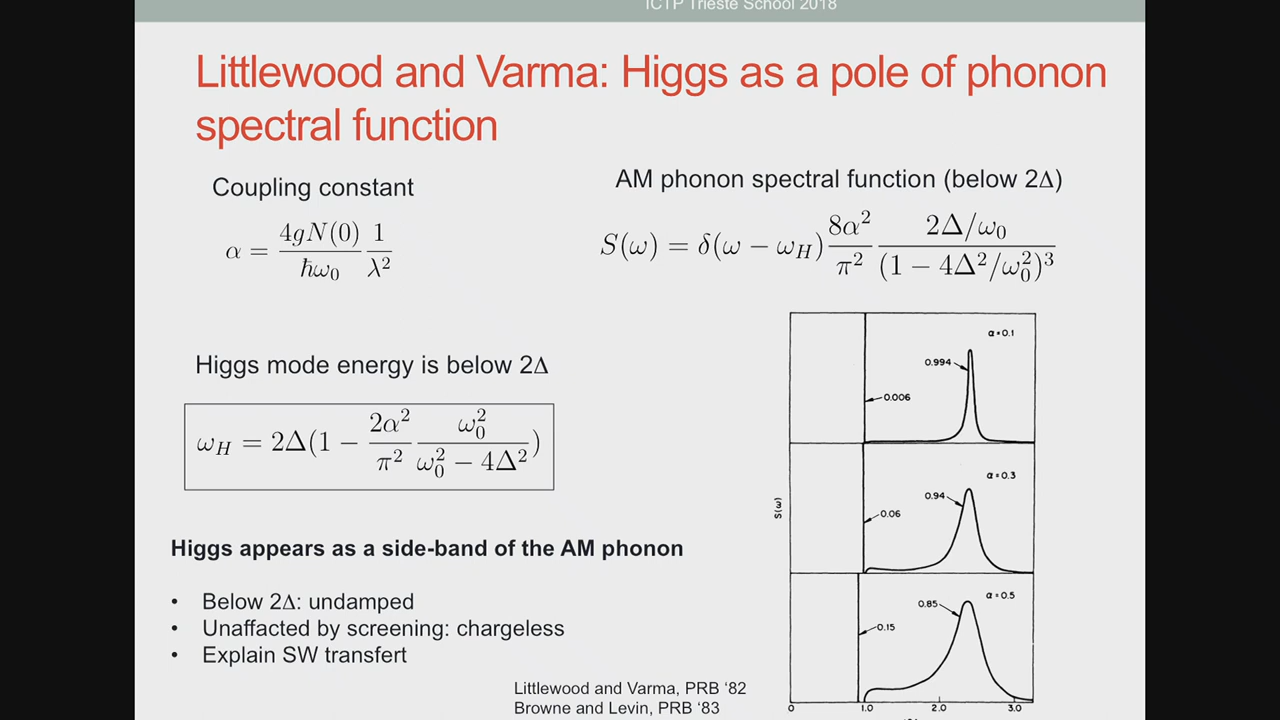 ICTP Trieste School 2018
Littlewood and Varma: Higgs as a pole of phonon
spectral function
Coupling constant
α = 4gN(0)/ħω₀ 1/λ²
AM phonon spectral function (below 2Δ)
S(ω) = δ(ω − ω_H) 8α²/π² (2Δ/ω₀)/(1 − 4Δ²/ω₀²)³
Higgs mode energy is below 2Δ
ω_H = 2Δ(1 − 2α²/π² ω₀²/(ω₀² − 4Δ²))
Higgs appears as a side-band of the AM phonon
• Below 2Δ: undamped
• Unaffacted by screening: chargeless
• Explain SW transfert
Littlewood and Varma, PRB ‘82
Browne and Levin, PRB ‘83
α=0.1
0.994
0.006
α=0.3
0.94
0.06
S(ω)
α=0.5
0.85
0.15
0 1.0 2.0 3.0